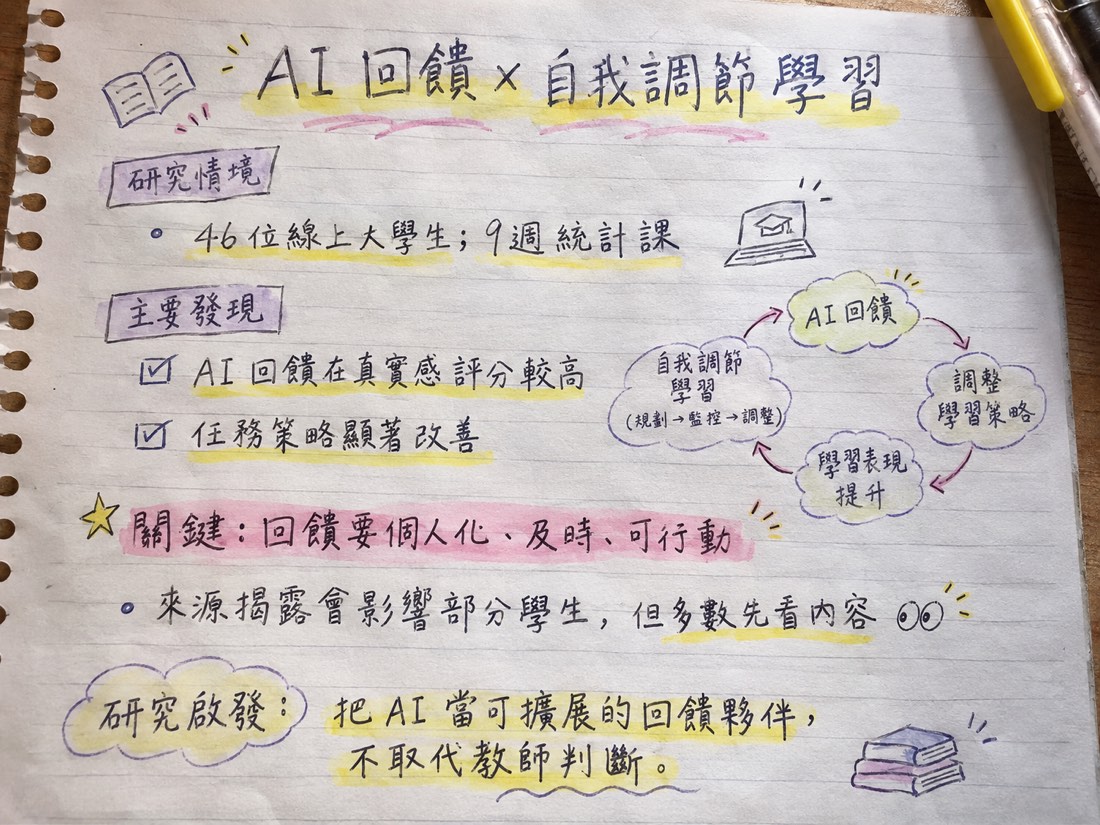 AI 回饋 × 自我調節學習
研究情境
• 46 位線上大學生；9 週統計課
主要發現
☑ AI 回饋在真實感評分較高
☑ 任務策略顯著改善
AI 回饋
調整
學習策略
學習表現
提升
自我調節
學習
(規劃→監控→調整)
關鍵：回饋要個人化、及時、可行動
• 來源揭露會影響部分學生，但多數先看內容
研究啟發：
把 AI 當可擴展的回饋夥伴，
不取代教師判斷。